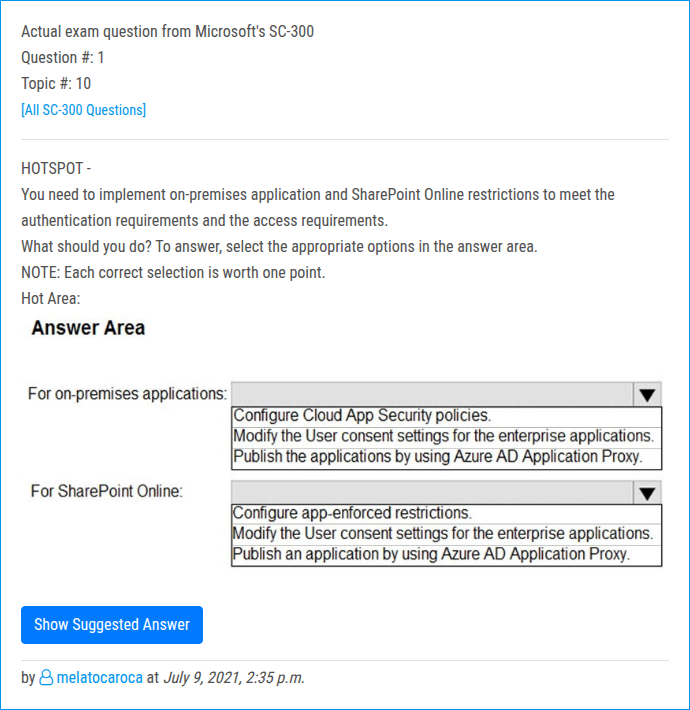 Actual exam question from Microsoft's SC-300
Question #: 1
Topic #: 10
[All SC-300 Questions]
HOTSPOT -
You need to implement on-premises application and SharePoint Online restrictions to meet the
authentication requirements and the access requirements.
What should you do? To answer, select the appropriate options in the answer area.
NOTE: Each correct selection is worth one point.
Hot Area:
Answer Area
For on-premises applications:
Configure Cloud App Security policies.
Modify the User consent settings for the enterprise applications.
Publish the applications by using Azure AD Application Proxy.
For SharePoint Online:
Configure app-enforced restrictions.
Modify the User consent settings for the enterprise applications.
Publish an application by using Azure AD Application Proxy.
Show Suggested Answer
by melatocaroca at July 9, 2021, 2:35 p.m.